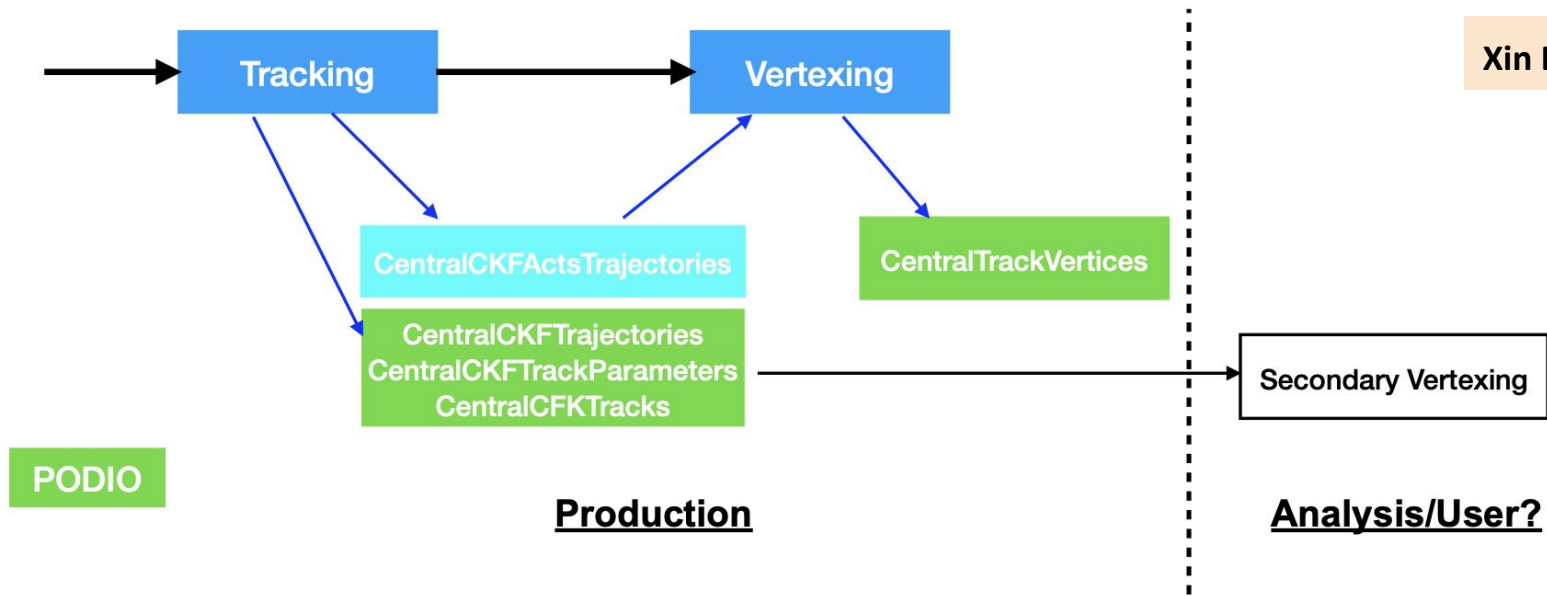 Tracking
Vertexing
Xin
CentralCKFActsTrajectories
CentralTrackVertices
CentralCKFTrajectories
CentralCKFTrackParameters
CentralCFKTracks
Secondary Vertexing
PODIO
Production
Analysis/User?